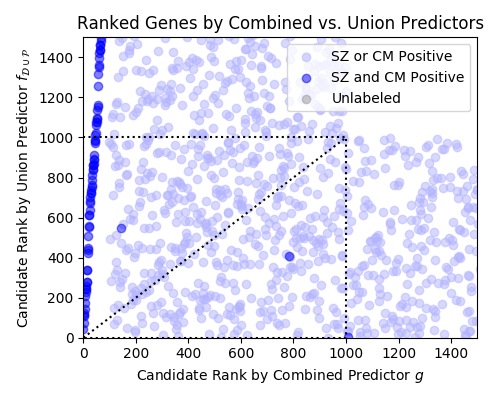 Ranked Genes by Combined vs. Union Predictors
Candidate Rank by Union Predictor f_{D∪P}
1400
1200
1000
800
600
400
200
0
SZ or CM Positive
SZ and CM Positive
Unlabeled
0 200 400 600 800 1000 1200 1400
Candidate Rank by Combined Predictor g